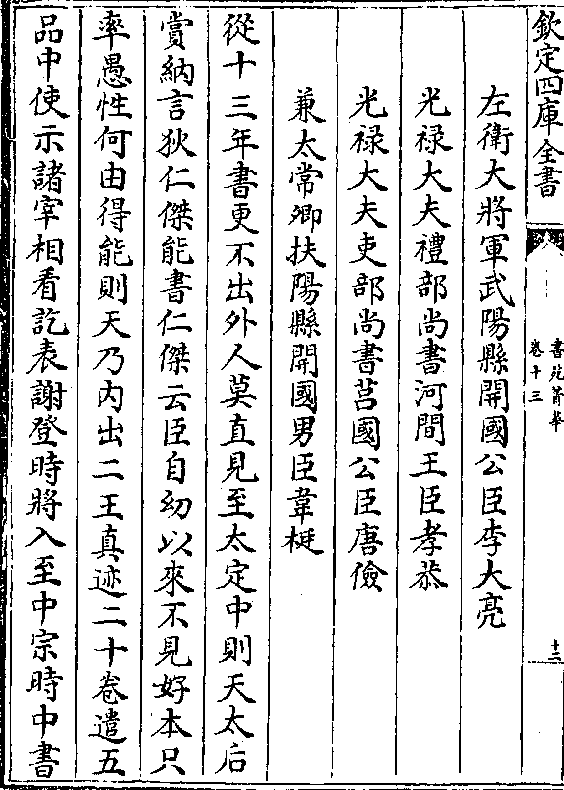 欽定四庫全書
書苑菁華
卷十三
十二
左衛大將軍武陽縣開國公臣李大亮
光禄大夫禮部尚書河間王臣孝恭
光禄大夫吏部尚書莒國公臣唐儉
兼太常卿扶陽縣開國男臣韋挺
從十三年書更不出外人莫直見至太定中則天太后
賞納言狄仁傑能書仁傑云臣自幼以來不見好本只
率愚性何由得能則天乃内出二王真迹二十卷遣五
品中使示諸宰相看訖表謝登時將入至中宗時中書